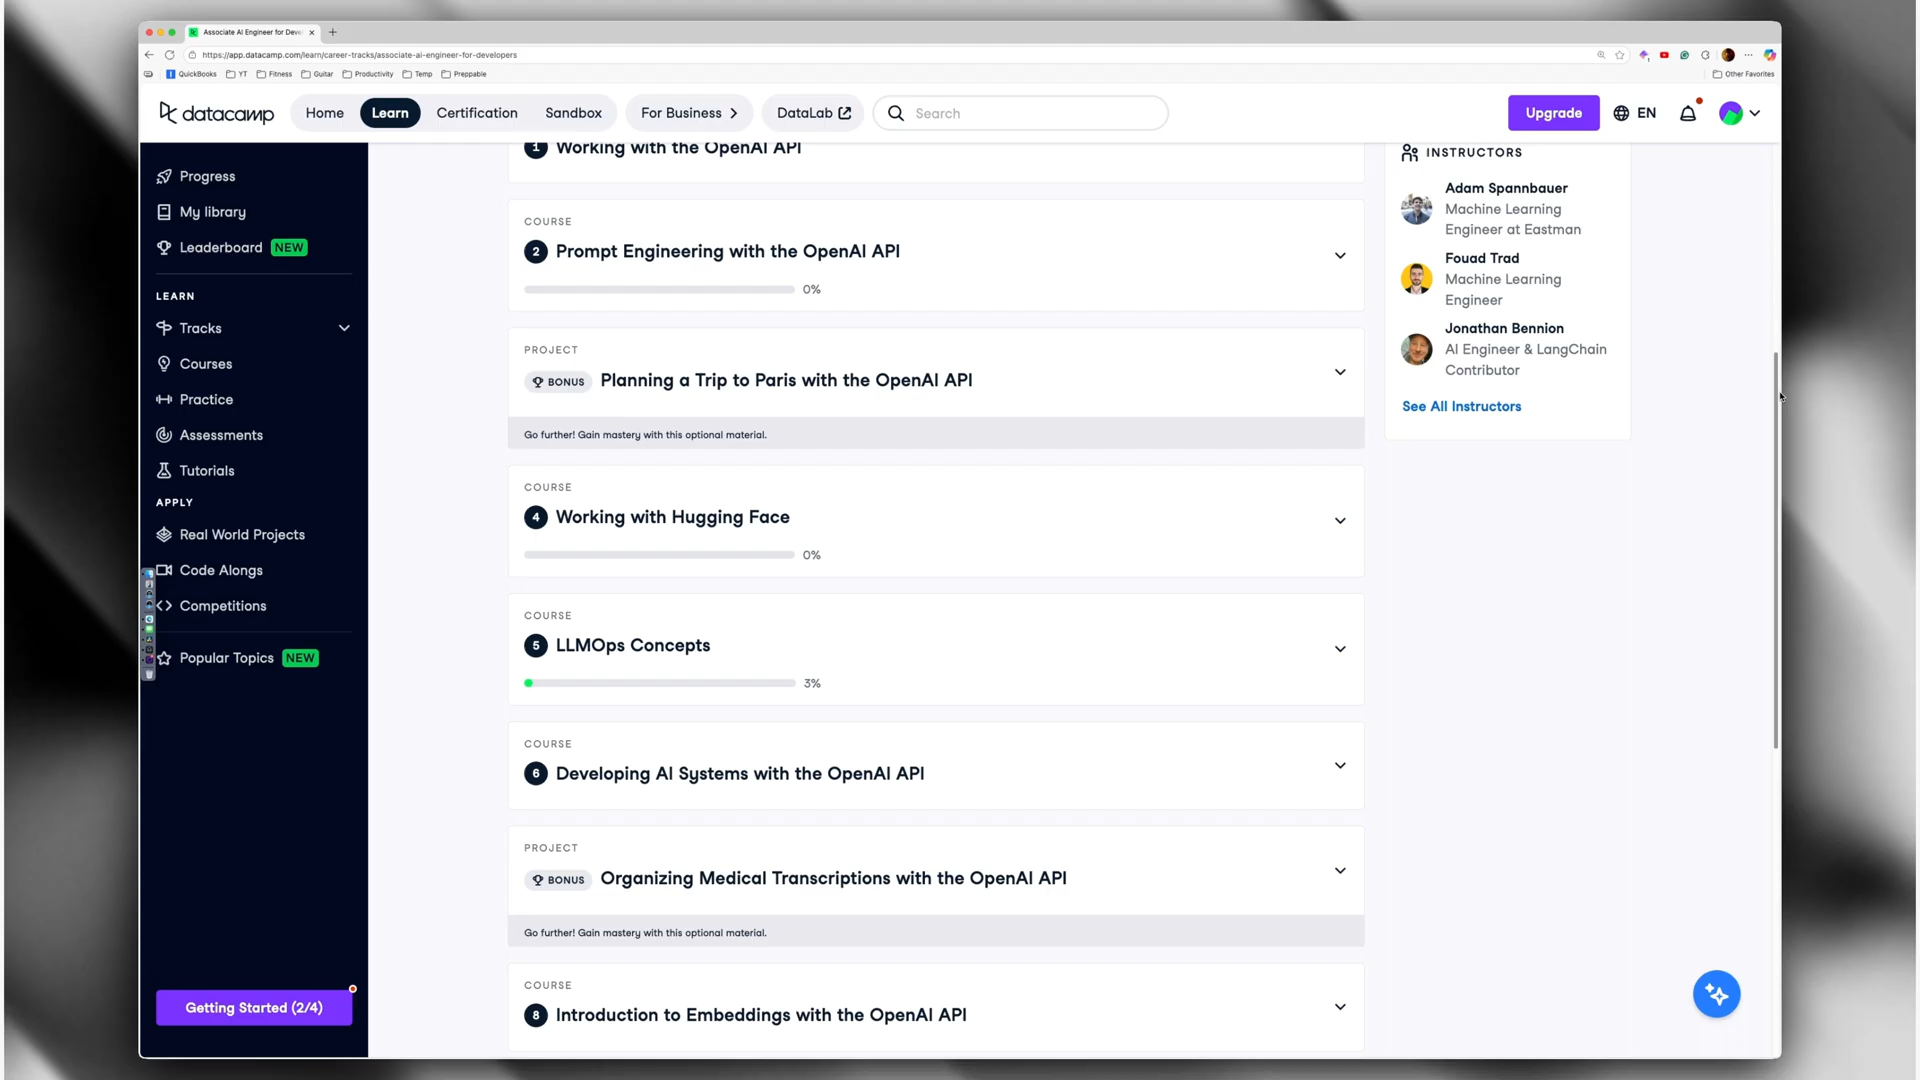 Associate AI Engineer for Deve
https://app.datacamp.com/learn/career-tracks/associate-ai-engineer-for-developers
QuickBooks
YT
Fitness
Guitar
Productivity
Temp
Preppable
Other Favorites
datacamp
Home
Learn
Certification
Sandbox
For Business
DataLab
Search
Upgrade
EN
Progress
My library
Leaderboard NEW
LEARN
Tracks
Courses
Practice
Assessments
Tutorials
APPLY
Real World Projects
Code Alongs
Competitions
Popular Topics NEW
Getting Started (2/4)
1 Working with the OpenAI API
COURSE
2 Prompt Engineering with the OpenAI API
0%
PROJECT
BONUS Planning a Trip to Paris with the OpenAI API
Go further! Gain mastery with this optional material.
COURSE
4 Working with Hugging Face
0%
COURSE
5 LLMOps Concepts
3%
COURSE
6 Developing AI Systems with the OpenAI API
PROJECT
BONUS Organizing Medical Transcriptions with the OpenAI API
Go further! Gain mastery with this optional material.
COURSE
8 Introduction to Embeddings with the OpenAI API
INSTRUCTORS
Adam Spannbauer
Machine Learning
Engineer at Eastman
Fouad Trad
Machine Learning
Engineer
Jonathan Bennion
AI Engineer & LangChain
Contributor
See All Instructors